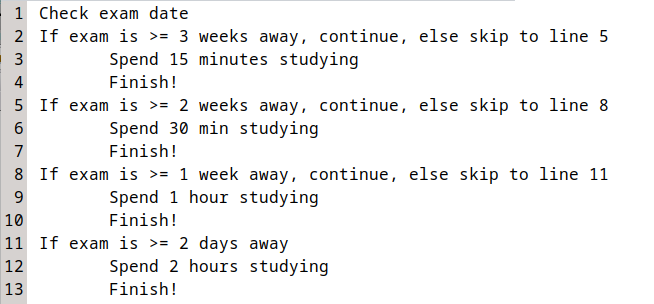 1 Check exam date
2 If exam is >= 3 weeks away, continue, else skip to line 5
3 Spend 15 minutes studying
4 Finish!
5 If exam is >= 2 weeks away, continue, else skip to line 8
6 Spend 30 min studying
7 Finish!
8 If exam is >= 1 week away, continue, else skip to line 11
9 Spend 1 hour studying
10 Finish!
11 If exam is >= 2 days away
12 Spend 2 hours studying
13 Finish!